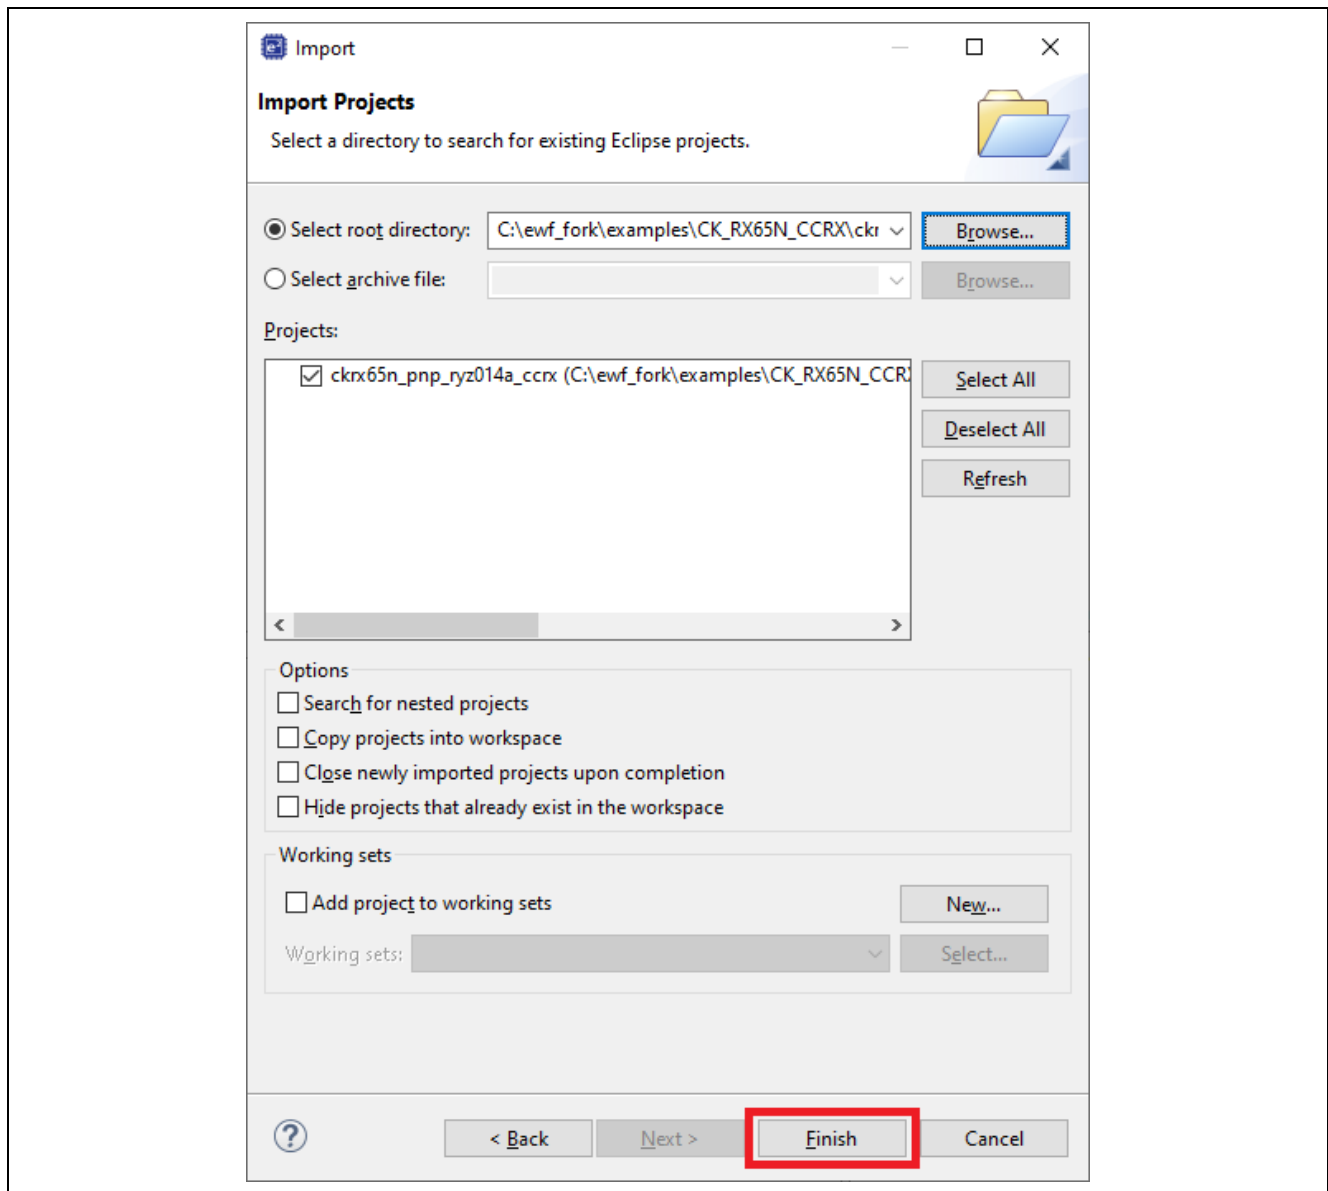 Import
Import Projects
Select a directory to search for existing Eclipse projects.
Select root directory: C:\ewf_fork\examples\CK_RX65N_CCRX\ckr Browse...
Select archive file: Browse...
Projects:
ckrx65n_pnp_ryz014a_ccrx (C:\ewf_fork\examples\CK_RX65N_CCRX
Select All
Deselect All
Refresh
Options
Search for nested projects
Copy projects into workspace
Close newly imported projects upon completion
Hide projects that already exist in the workspace
Working sets
Add project to working sets New...
Working sets: Select...
? < Back Next > Finish Cancel